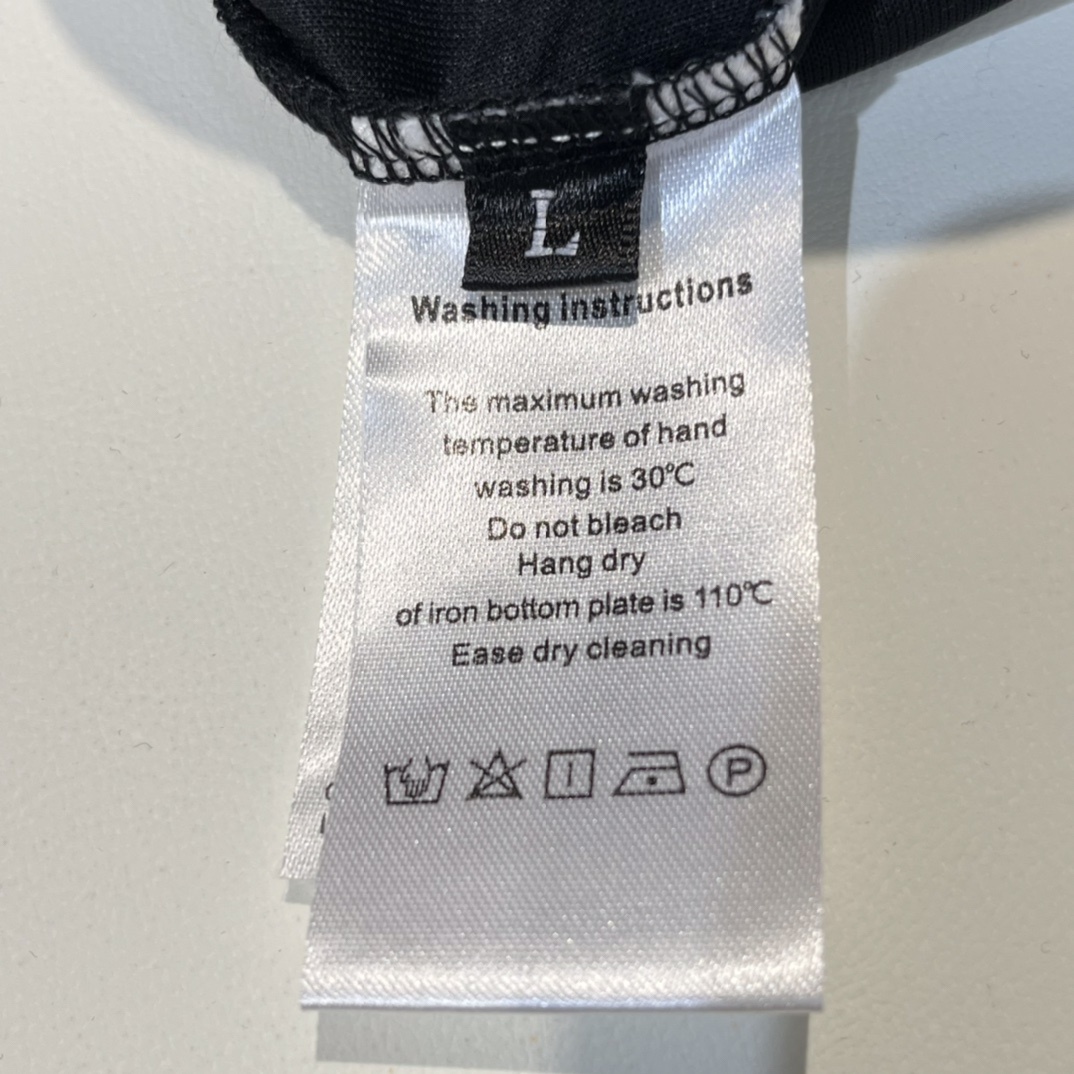 L
Washing instructions
The maximum washing
temperature of hand
washing is 30℃
Do not bleach
Hang dry
of iron bottom plate is 110℃
Ease dry cleaning
P